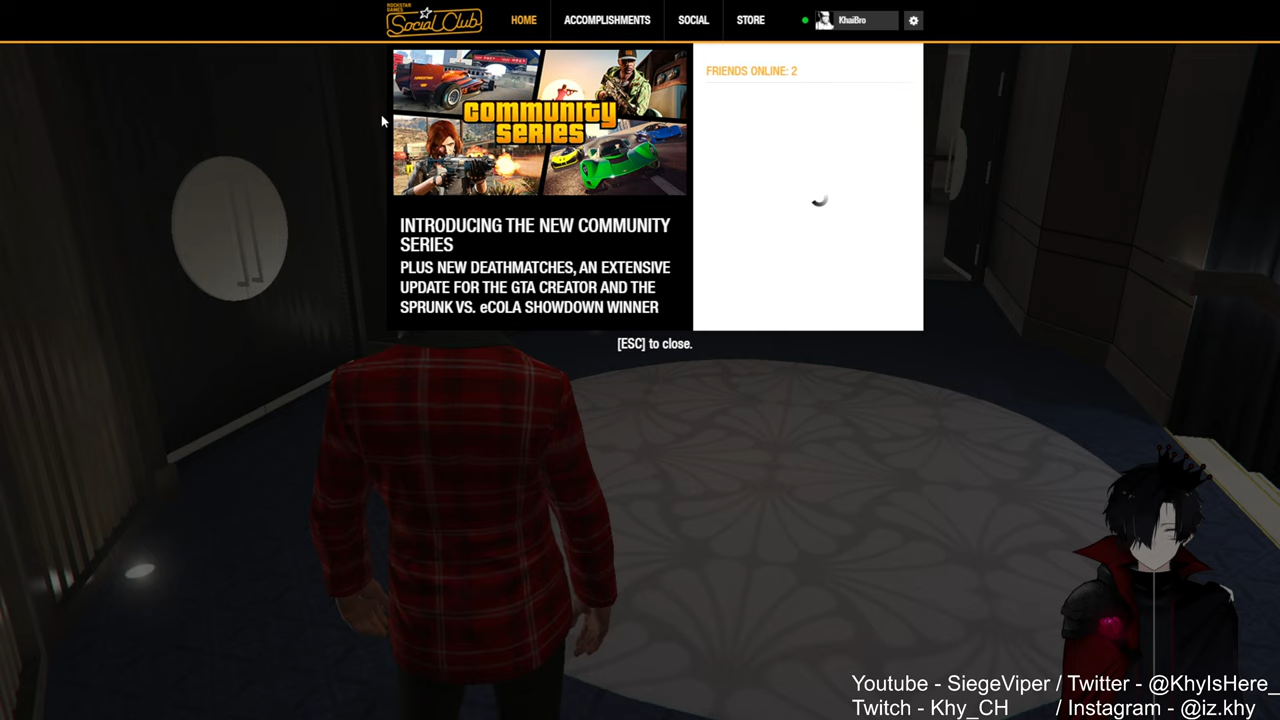 ROCKSTAR
GAMES
Social Club
HOME
ACCOMPLISHMENTS
SOCIAL
STORE
KhaiBro
COMMUNITY
SERIES
INTRODUCING THE NEW COMMUNITY
SERIES
PLUS NEW DEATHMATCHES, AN EXTENSIVE
UPDATE FOR THE GTA CREATOR AND THE
SPRUNK VS. eCOLA SHOWDOWN WINNER
FRIENDS ONLINE: 2
[ESC] to close.
Youtube - SiegeViper / Twitter - @KhyIsHere_
Twitch - Khy_CH / Instagram - @iz.khy